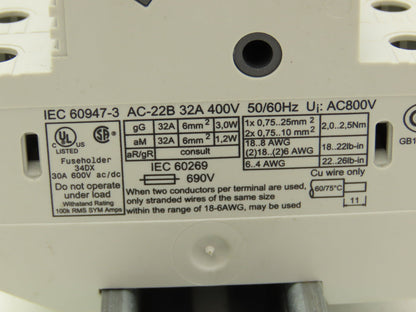 IEC 60947-3 AC-22B 32A 400V 50/60Hz Ui: AC800V
gG 32A 6mm² 3,0W 1x 0,75..25mm² 2,0..2,5Nm
aM 32A 6mm² 1,2W 2x 0,75..10mm²
aR/gR consult 18..8 AWG 18..22lb-in
(2)18..(2)6 AWG
IEC 60269 6..4 AWG 22..26lb-in
690V
UL
LISTED
Fuseholder
34DX
30A 600V ac/dc
Do not operate
under load
Withstand Rating
100k RMS SYM Amps
When two conductors per terminal are used,
only stranded wires of the same size
within the range of 18-6AWG, may be used
Cu wire only
60/75°C
11
GB1